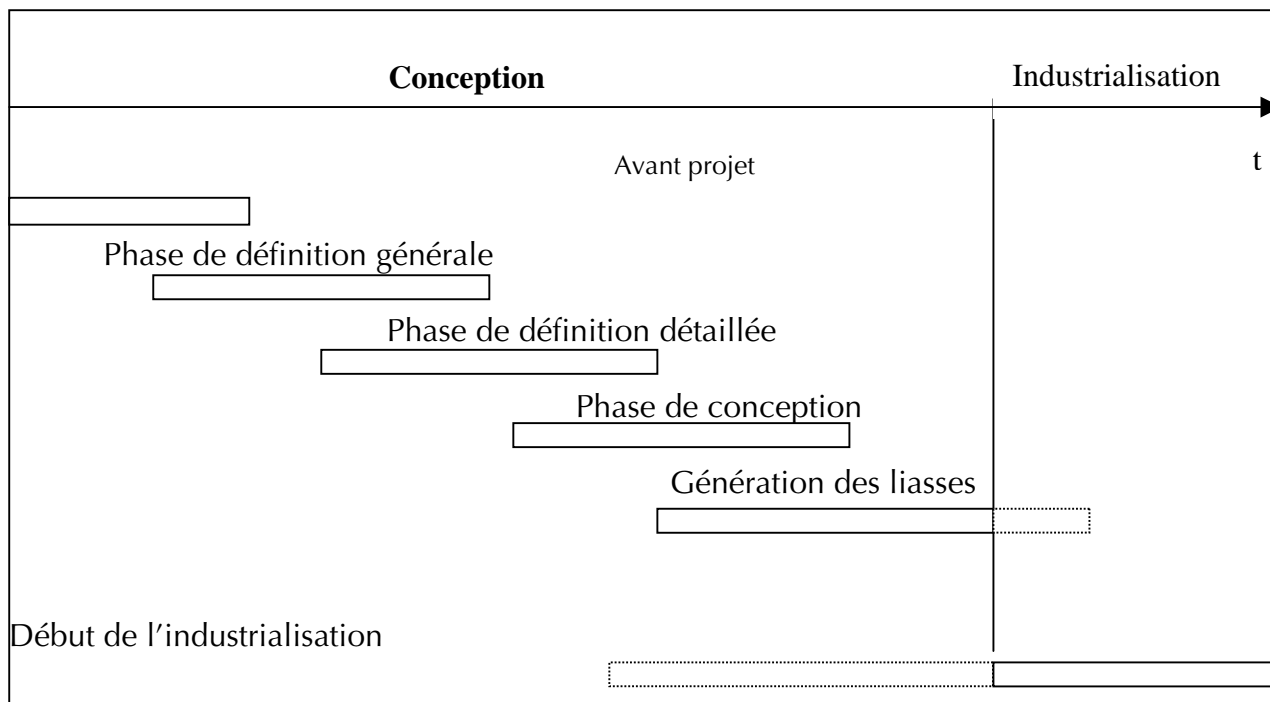 Conception
Industrialisation
Avant projet
t
Phase de définition générale
Phase de définition détaillée
Phase de conception
Génération des liasses
Début de l'industrialisation